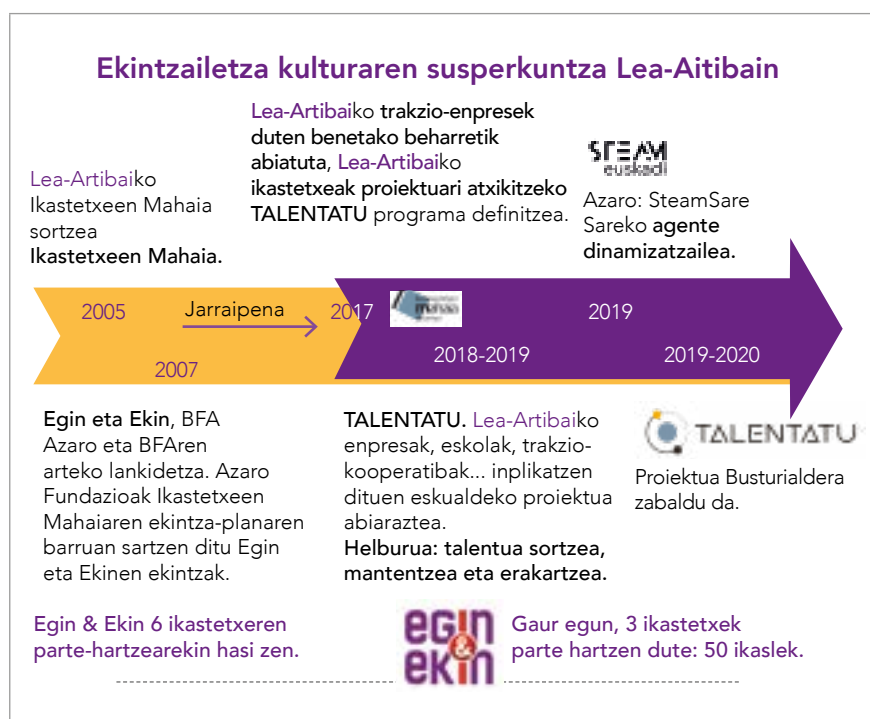 Ekintzailetza kulturaren susperkuntza Lea-Aitibain
Lea-Artibaiko
Ikastetxeen Mahaia
sortzea
Ikastetxeen Mahaia.
Lea-Artibaiko trakzio-enpresek
duten benetako beharretik
abiatuta, Lea-Artibaiko
ikastetxeak proiektuari atxikitzeko
TALENTATU programa definitzea.
STEAM
euskadi
Azaro: SteamSare
Sareko agente
dinamizatzailea.
2005
Jarraipena
2017
2019
2007
2018-2019
2019-2020
Egin eta Ekin, BFA
Azaro eta BFAren
arteko lankidetza. Azaro
Fundazioak Ikastetxeen
Mahaiaren ekintza-planaren
barruan sartzen ditu Egin
eta Ekinen ekintzak.
TALENTATU. Lea-Artibaiko
enpresak, eskolak, trakzio-
kooperatibak... inplikatzen
dituen eskualdeko proiektua
abiaraztea.
Helburua: talentua sortzea,
mantentzea eta erakartzea.
TALENTATU
Proiektua Busturialdera
zabaldu da.
Egin & Ekin 6 ikastetxeren
parte-hartzearekin hasi zen.
egin
&
ekin
Gaur egun, 3 ikastetxek
parte hartzen dute: 50 ikaslek.